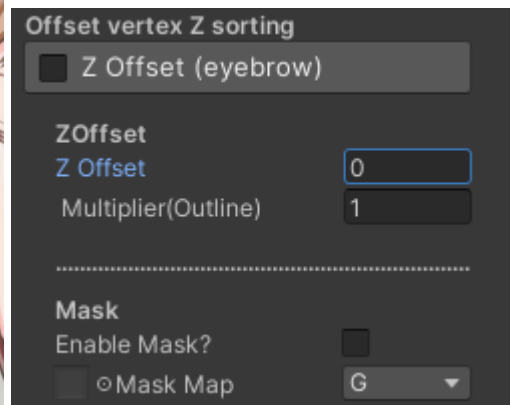 Offset vertex Z sorting
Z Offset (eyebrow)
ZOffset
Z Offset 0
Multiplier(Outline) 1
Mask
Enable Mask?
Mask Map G